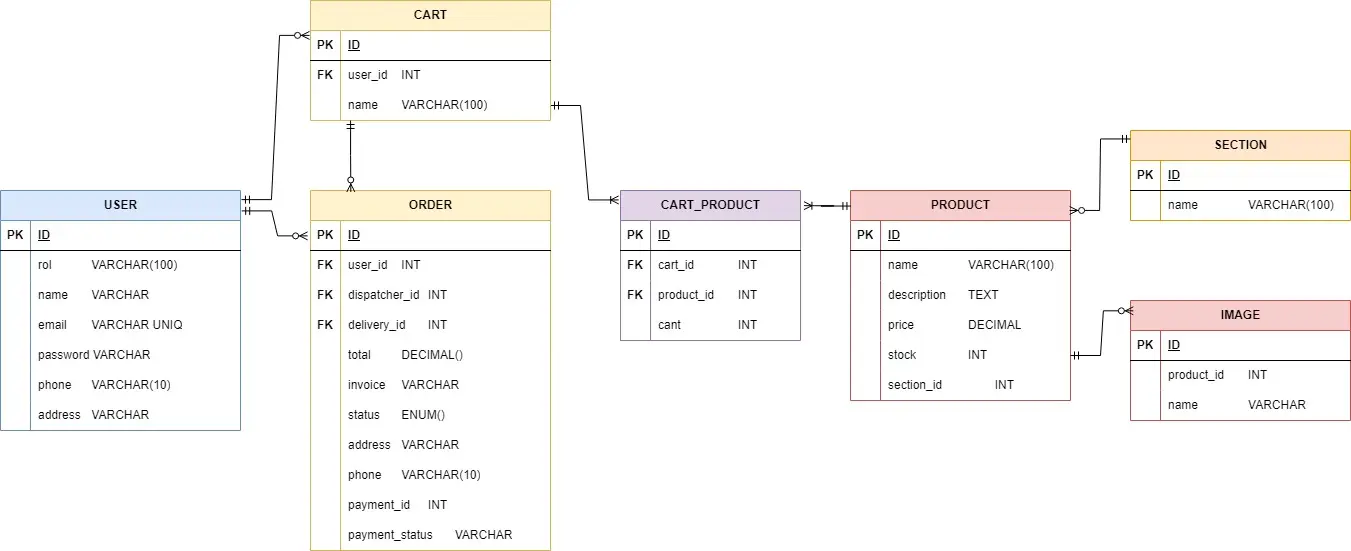 CART
PK ID
FK user_id INT
name VARCHAR(100)
USER
PK ID
rol VARCHAR(100)
name VARCHAR
email VARCHAR UNIQ
password VARCHAR
phone VARCHAR(10)
address VARCHAR
ORDER
PK ID
FK user_id INT
FK dispatcher_id INT
FK delivery_id INT
total DECIMAL()
invoice VARCHAR
status ENUM()
address VARCHAR
phone VARCHAR(10)
payment_id INT
payment_status VARCHAR
CART_PRODUCT
PK ID
FK cart_id INT
FK product_id INT
cant INT
PRODUCT
PK ID
name VARCHAR(100)
description TEXT
price DECIMAL
stock INT
section_id INT
SECTION
PK ID
name VARCHAR(100)
IMAGE
PK ID
product_id INT
name VARCHAR